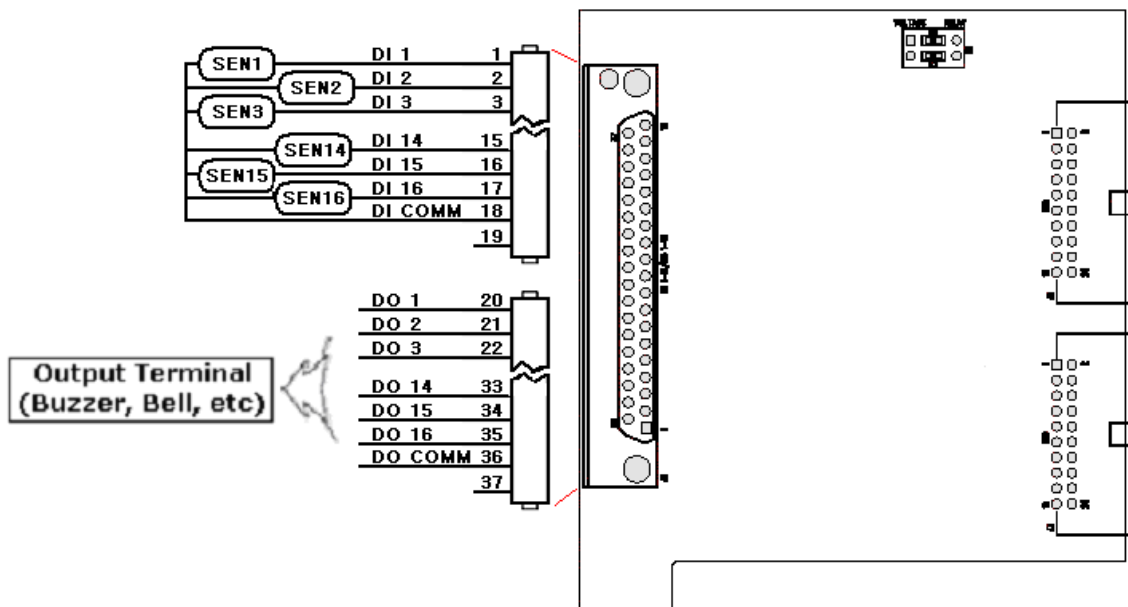 VOLTAGE RELAY
SEN1 DI 1 1
SEN2 DI 2 2
SEN3 DI 3 3
SEN14 DI 14 15
SEN15 DI 15 16
SEN16 DI 16 17
DI COMM 18
19
DO 1 20
DO 2 21
DO 3 22
Output Terminal
(Buzzer, Bell, etc)
DO 14 33
DO 15 34
DO 16 35
DO COMM 36
37